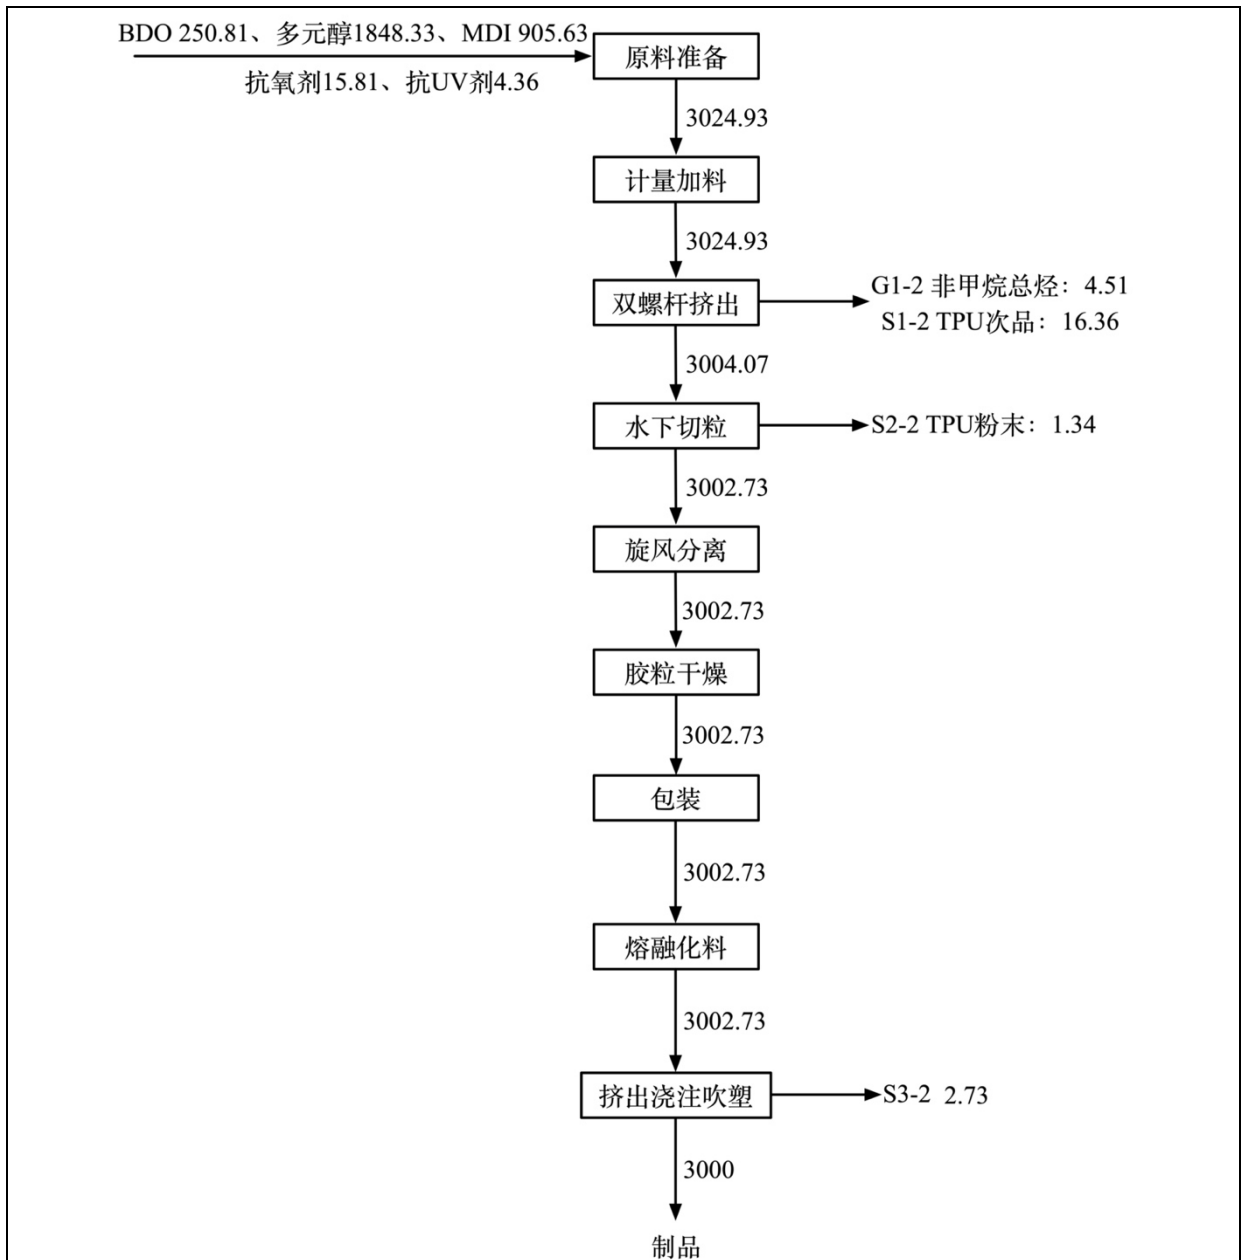 BDO 250.81、多元醇1848.33、MDI 905.63
抗氧剂15.81、抗UV剂4.36
原料准备
3024.93
计量加料
3024.93
双螺杆挤出
G1-2 非甲烷总烃：4.51
S1-2 TPU次品：16.36
3004.07
水下切粒
S2-2 TPU粉末：1.34
3002.73
旋风分离
3002.73
胶粒干燥
3002.73
包装
3002.73
熔融化料
3002.73
挤出浇注吹塑
S3-2 2.73
3000
制品